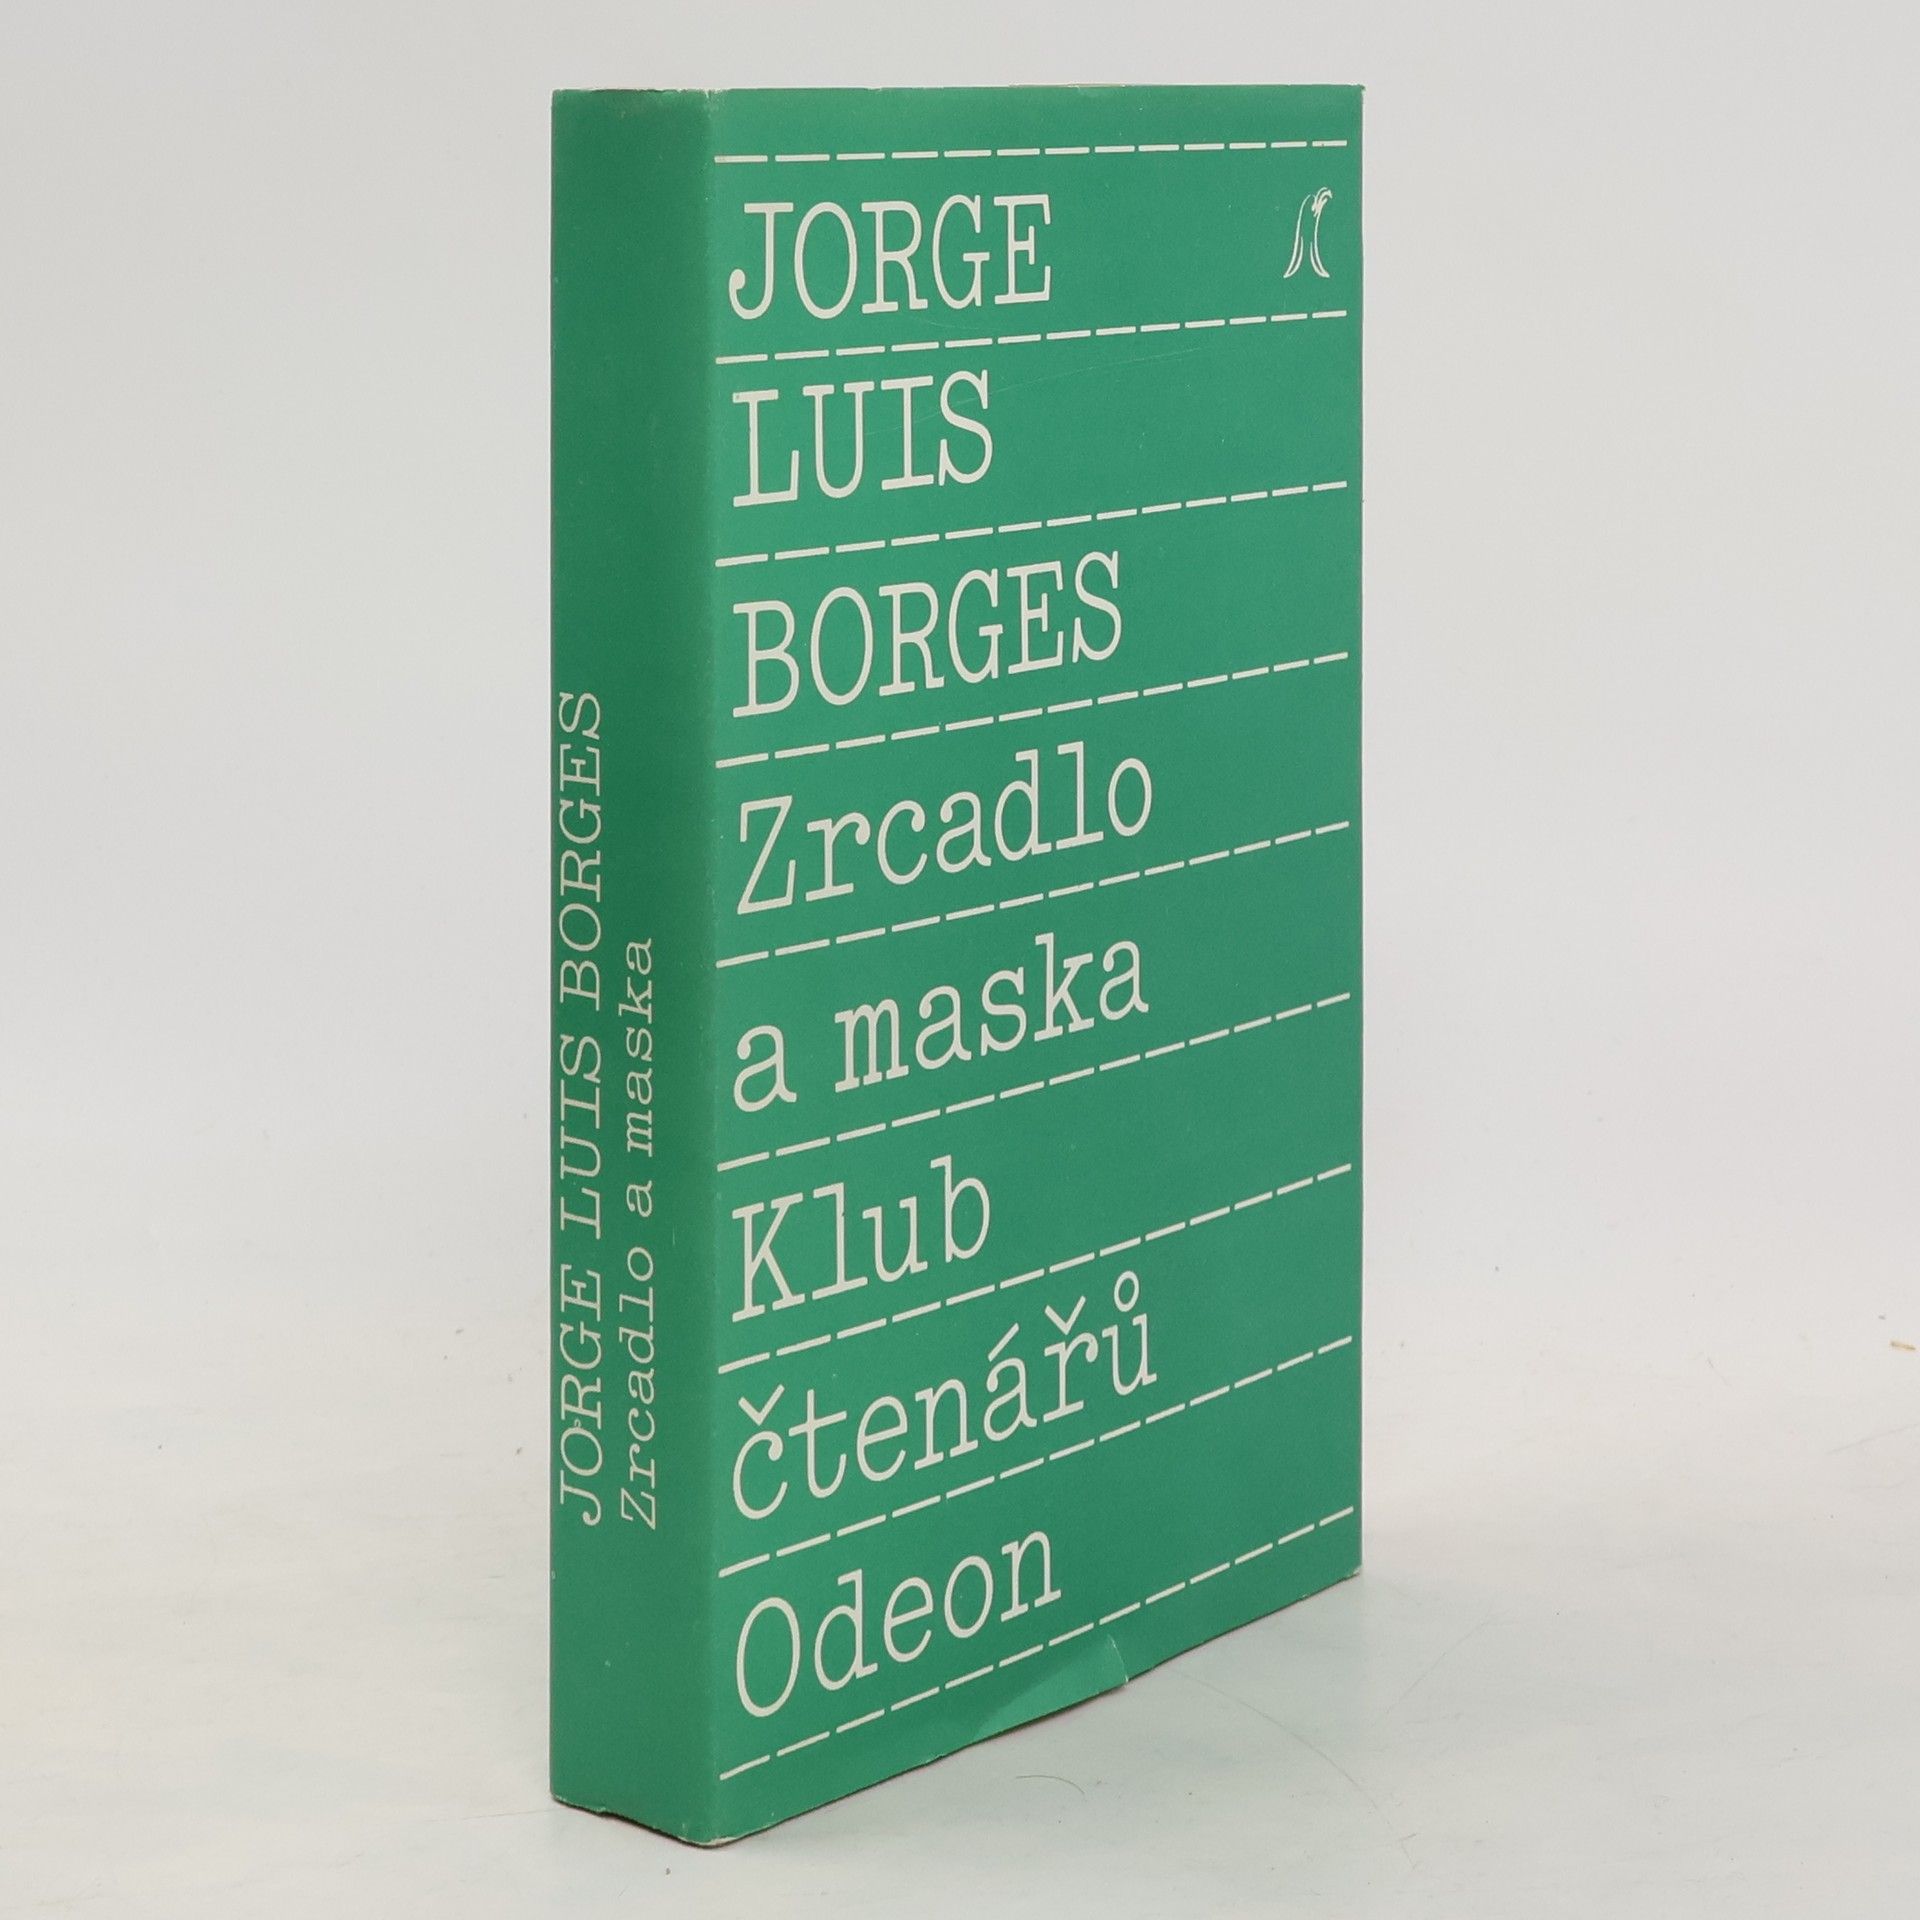 JORGE LUIS BORGES
Zrcadlo a maska
JORGE
LUIS
BORGES
Zrcadlo
a maska
Klub
čtenářů
Odeon